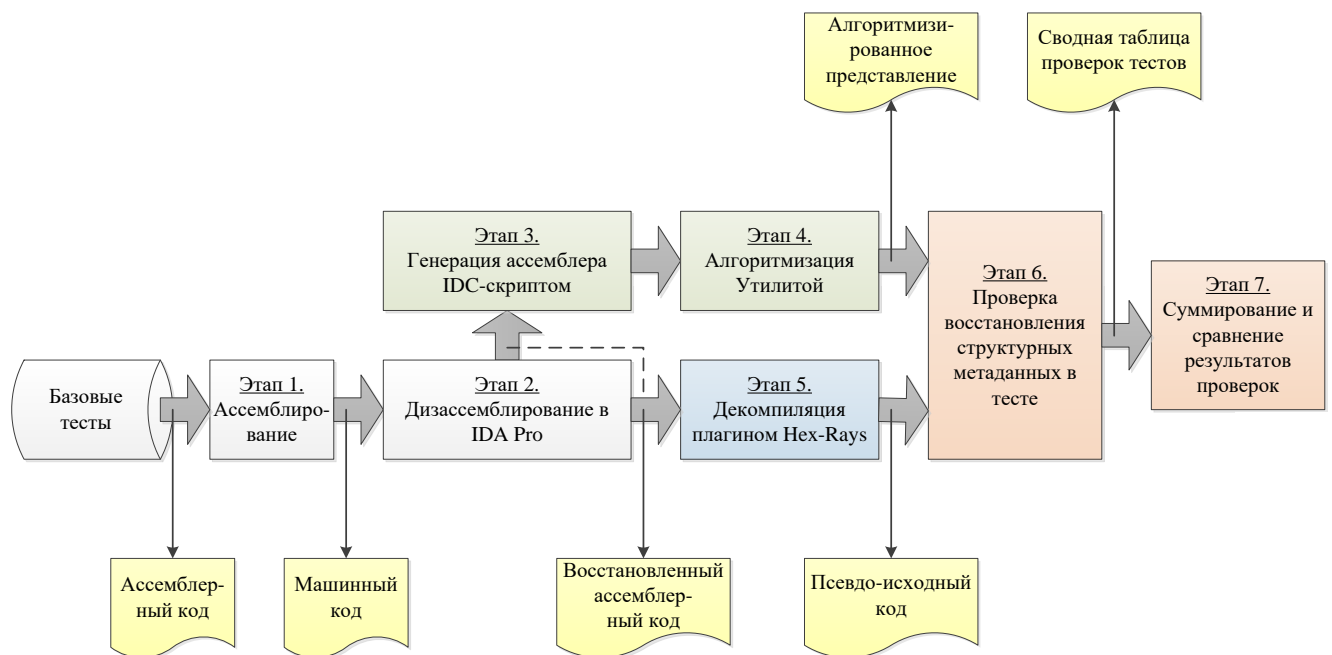 Алгоритмизи-
рованное
представление
Сводная таблица
проверок тестов
Этап 3.
Генерация ассемблера
IDC-скриптом
Этап 4.
Алгоритмизация
Утилитой
Этап 6.
Проверка
восстановления
структурных
метаданных в
тесте
Этап 7.
Суммирование и
сравнение
результатов
проверок
Базовые
тесты
Этап 1.
Ассемблиро-
вание
Этап 2.
Дизассемблирование в
IDA Pro
Этап 5.
Декомпиляция
плагином Hex-Rays
Ассемблер-
ный код
Машинный
код
Восстановленный
ассемблер-
ный код
Псевдо-исходный
код